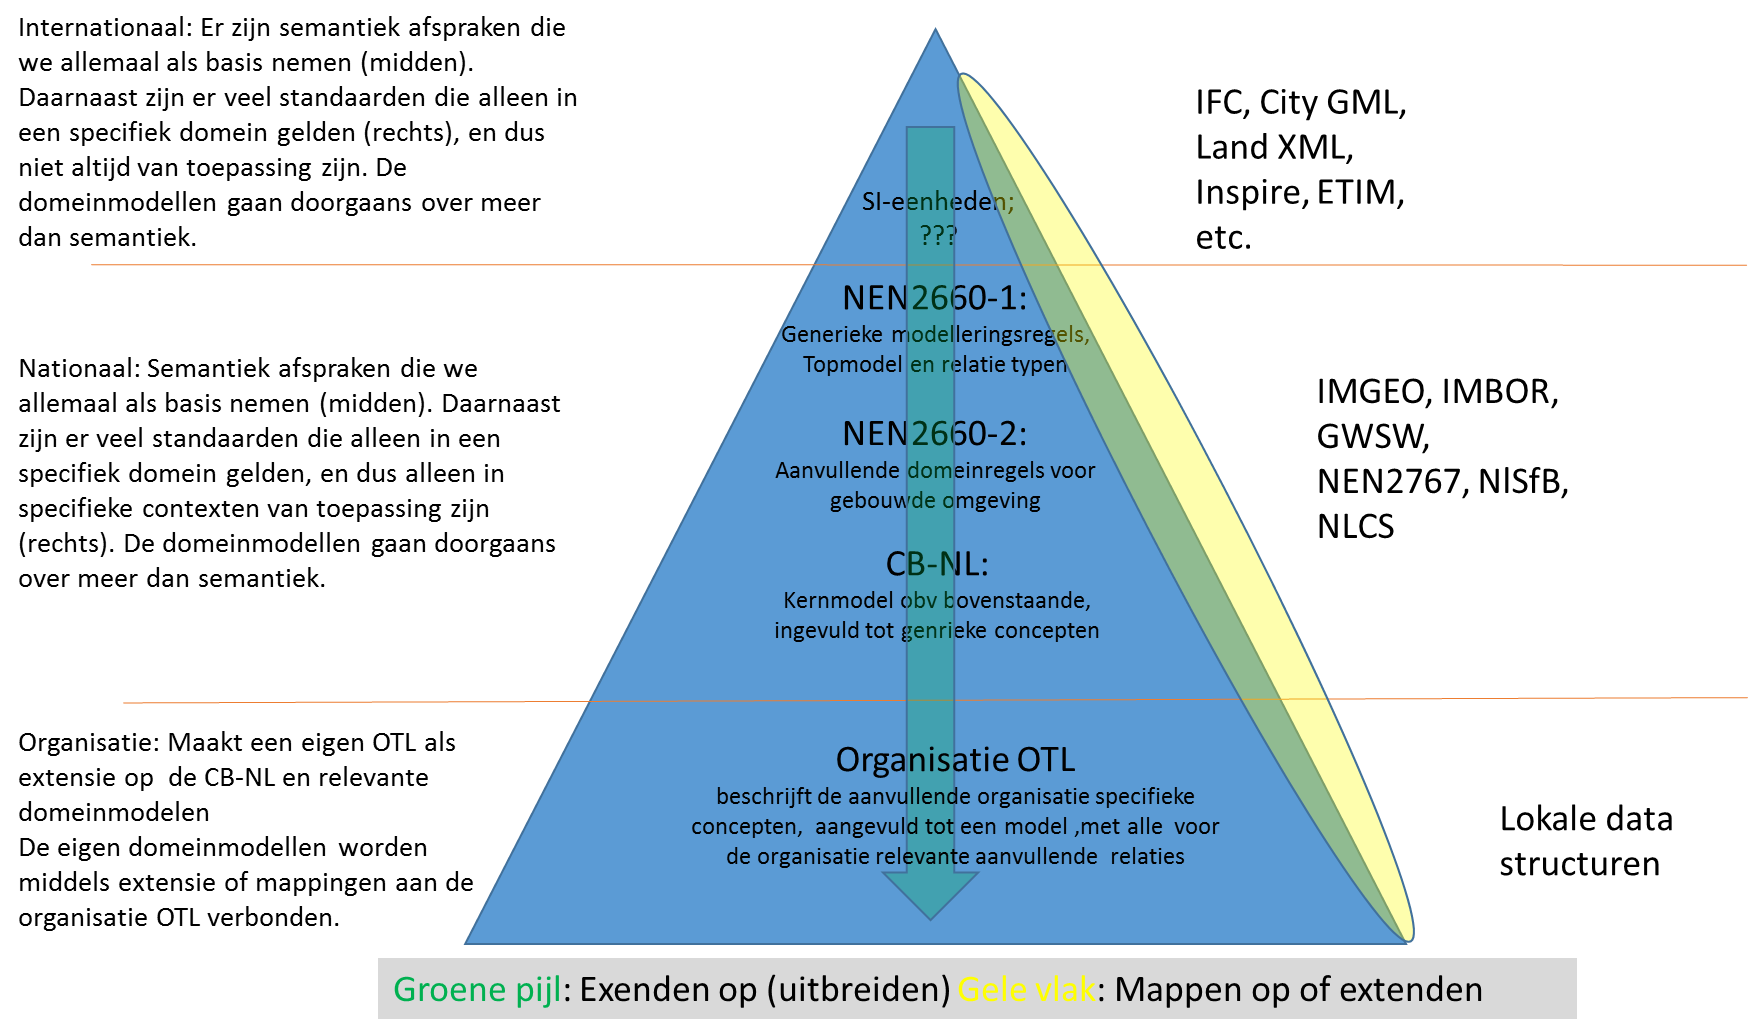 Internationaal: Er zijn semantiek afspraken die
we allemaal als basis nemen (midden).
Daarnaast zijn er veel standaarden die alleen in
een specifiek domein gelden (rechts), en dus
niet altijd van toepassing zijn. De
domeinmodellen gaan doorgaans over meer
dan semantiek.
SI-eenheden;
???
IFC, City GML,
Land XML,
Inspire, ETIM,
etc.
Nationaal: Semantiek afspraken die we
allemaal als basis nemen (midden). Daarnaast
zijn er veel standaarden die alleen in een
specifiek domein gelden, en dus alleen in
specifieke contexten van toepassing zijn
(rechts). De domeinmodellen gaan doorgaans
over meer dan semantiek.
NEN2660-1:
Generieke modelleringsregels,
Topmodel en relatie typen
NEN2660-2:
Aanvullende domeinregels voor
gebouwde omgeving
CB-NL:
Kernmodel obv bovenstaande,
ingevuld tot genrieke concepten
IMGEO, IMBOR,
GWSW,
NEN2767, NlSfB,
NLCS
Organisatie: Maakt een eigen OTL als
extensie op de CB-NL en relevante
domeinmodelen
De eigen domeinmodellen worden
middels extensie of mappingen aan de
organisatie OTL verbonden.
Organisatie OTL
beschrijft de aanvullende organisatie specifieke
concepten, aangevuld tot een model ,met alle voor
de organisatie relevante aanvullende relaties
Lokale data
structuren
Groene pijl: Exenden op (uitbreiden) Gele vlak: Mappen op of extenden